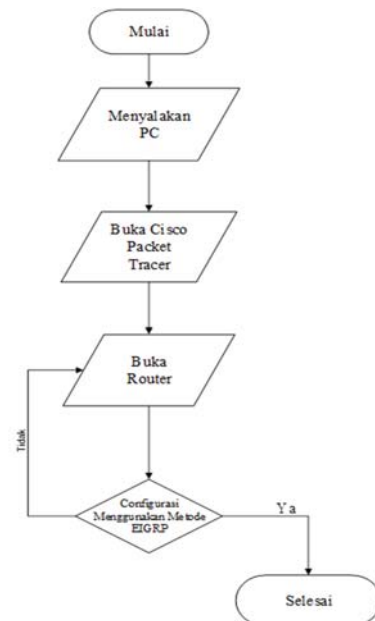 Mulai
Menyalakan
PC
Buka Cisco
Packet
Tracer
Buka
Router
Tidak
Configurasi
Menggunakan Metode
EIGRP
Ya
Selesai